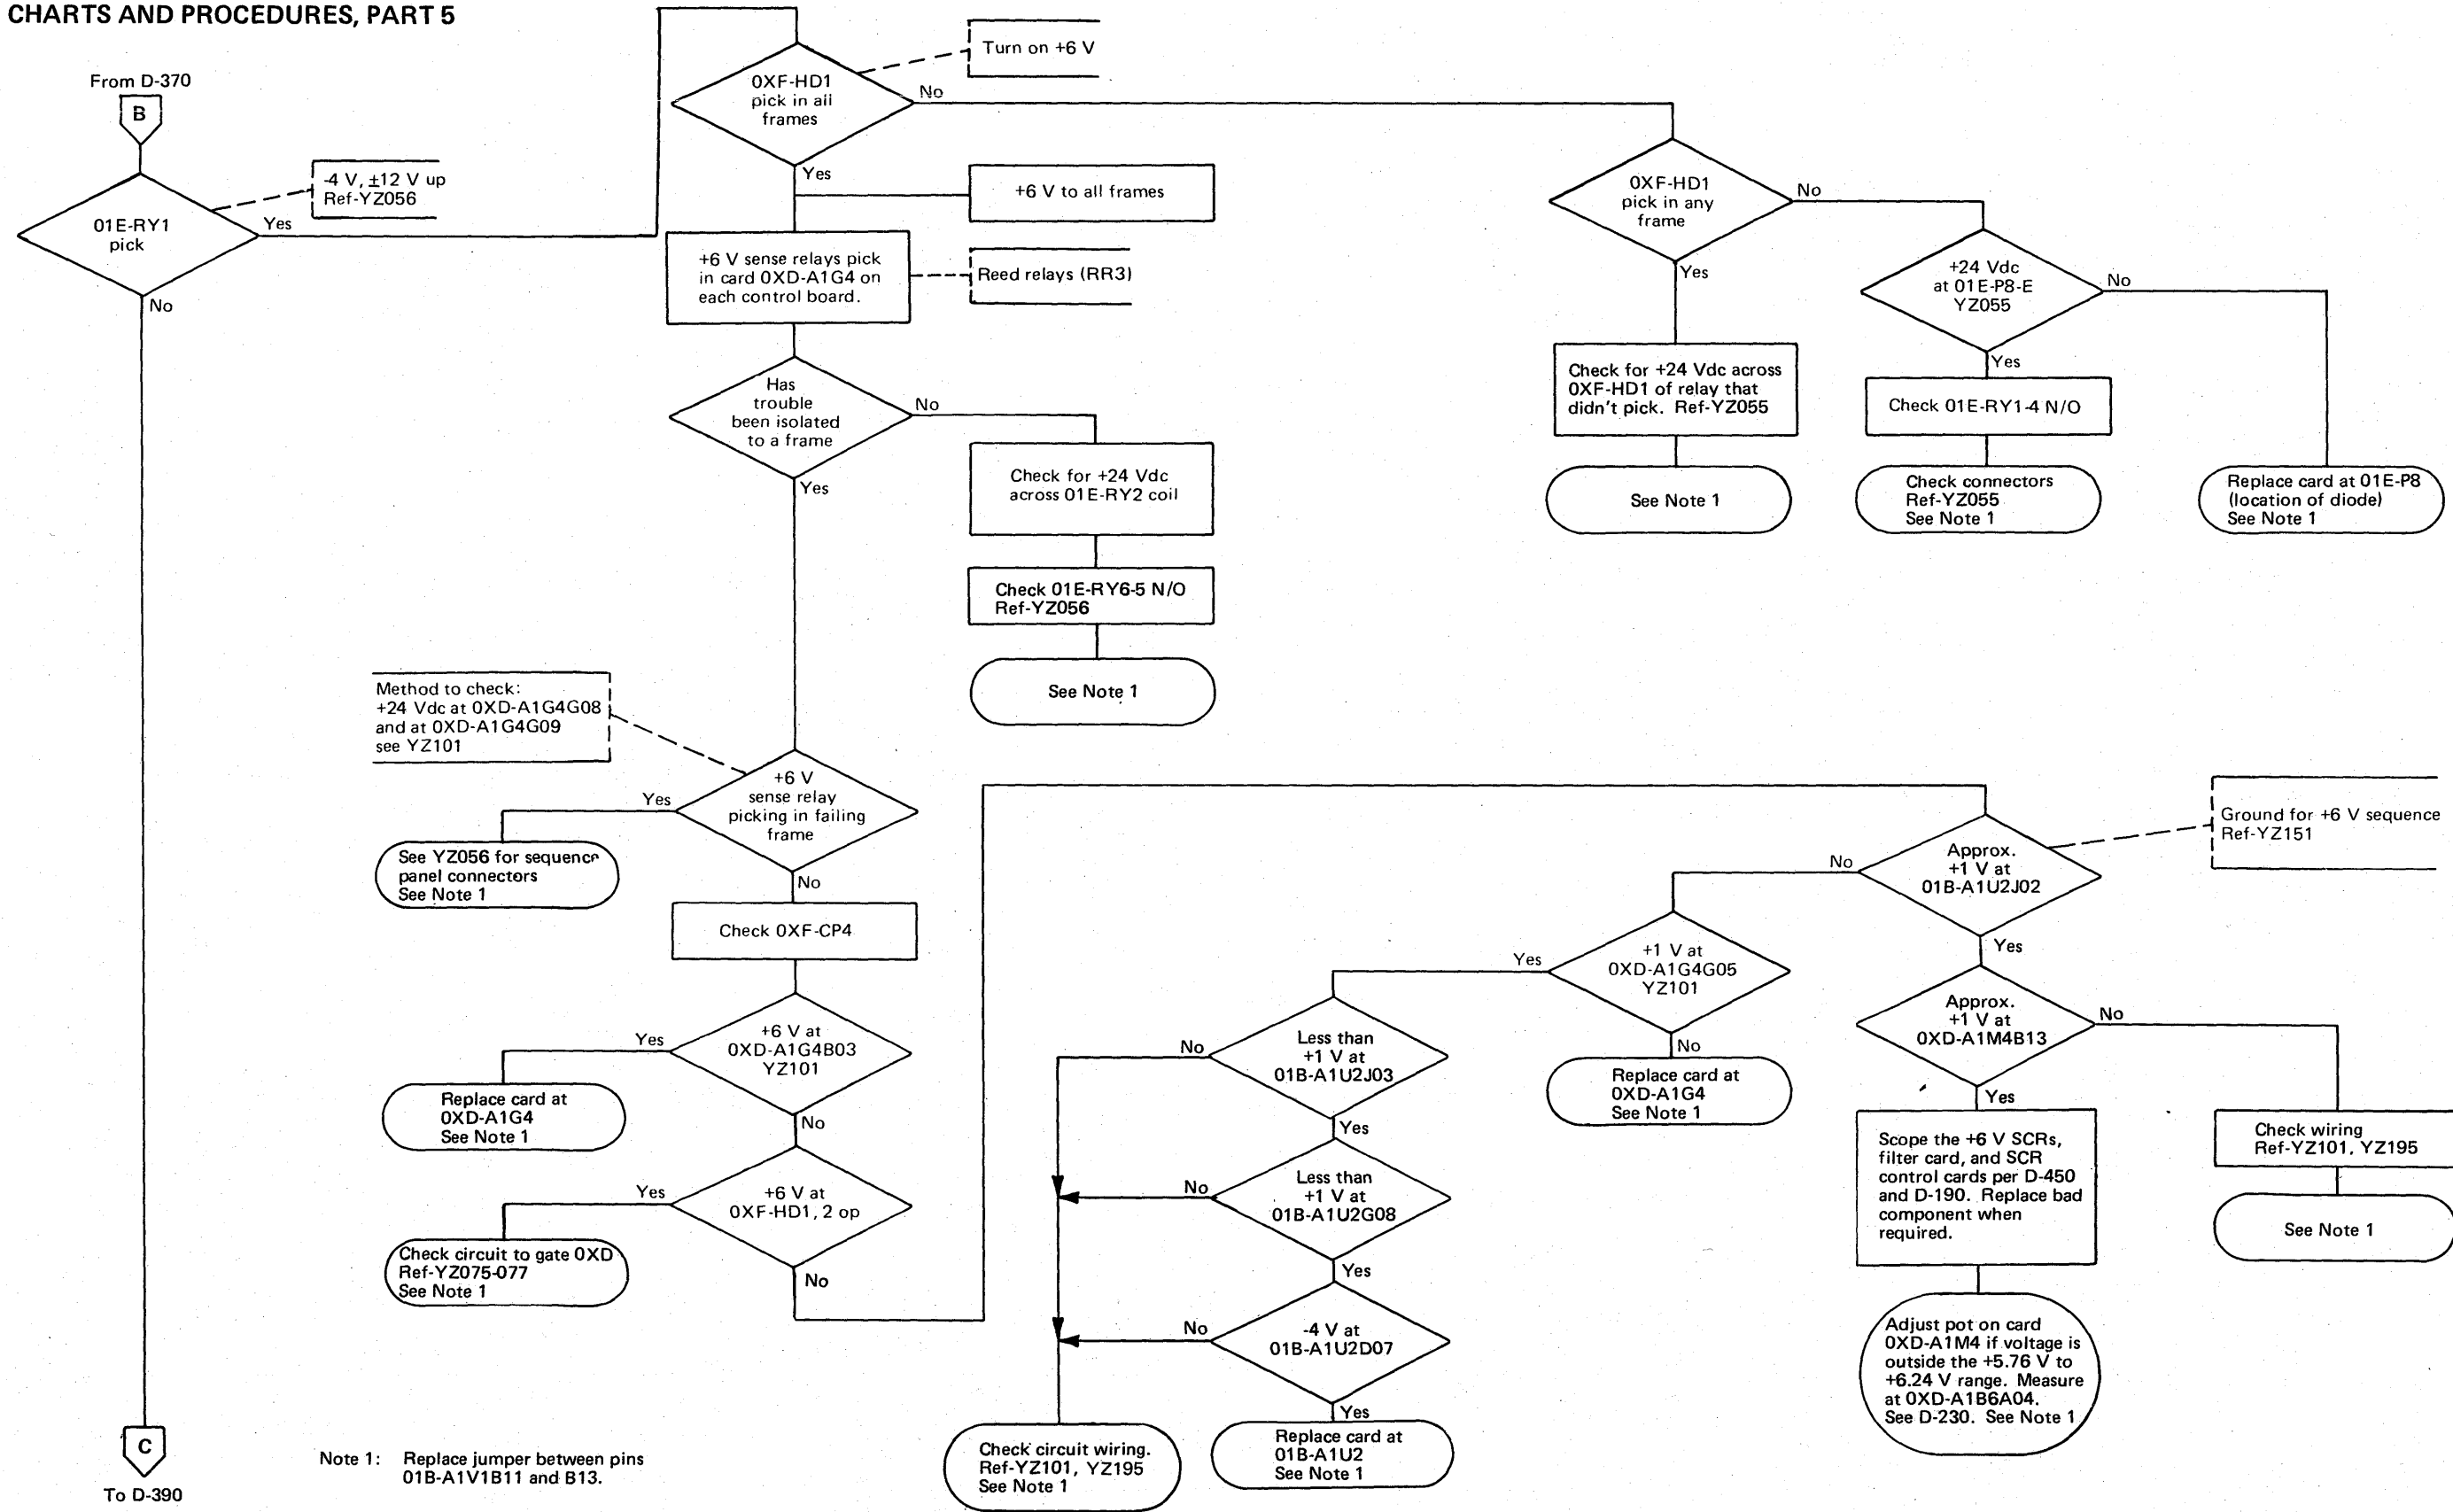 CHARTS AND PROCEDURES, PART 5
From D-370
B
01E-RY1
pick
-4 V, ±12 V up
Ref-YZ056
Yes
No
C
To D-390
0XF-HD1
pick in all
frames
Turn on +6 V
No
Yes
+6 V to all frames
+6 V sense relays pick
in card 0XD-A1G4 on
each control board.
Reed relays (RR3)
Has
trouble
been isolated
to a frame
No
Yes
Check for +24 Vdc
across 01E-RY2 coil
Check 01E-RY6-5 N/O
Ref-YZ056
See Note 1
0XF-HD1
pick in any
frame
No
Yes
Check for +24 Vdc across
0XF-HD1 of relay that
didn't pick. Ref-YZ055
See Note 1
+24 Vdc
at 01E-P8-E
YZ055
No
Yes
Check 01E-RY1-4 N/O
Check connectors
Ref-YZ055
See Note 1
Replace card at 01E-P8
(location of diode)
See Note 1
Method to check:
+24 Vdc at 0XD-A1G4G08
and at 0XD-A1G4G09
see YZ101
+6 V
sense relay
picking in failing
frame
Yes
No
See YZ056 for sequence
panel connectors
See Note 1
Check 0XF-CP4
+6 V at
0XD-A1G4B03
YZ101
Yes
No
Replace card at
0XD-A1G4
See Note 1
+6 V at
0XF-HD1, 2 op
Yes
No
Check circuit to gate 0XD
Ref-YZ075-077
See Note 1
Approx.
+1 V at
01B-A1U2J02
Ground for +6 V sequence
Ref-YZ151
No
Yes
+1 V at
0XD-A1G4G05
YZ101
Yes
No
Replace card at
0XD-A1G4
See Note 1
Less than
+1 V at
01B-A1U2J03
No
Yes
Less than
+1 V at
01B-A1U2G08
No
Yes
-4 V at
01B-A1U2D07
No
Yes
Check circuit wiring.
Ref-YZ101, YZ195
See Note 1
Replace card at
01B-A1U2
See Note 1
Approx.
+1 V at
0XD-A1M4B13
No
Yes
Scope the +6 V SCRs,
filter card, and SCR
control cards per D-450
and D-190. Replace bad
component when
required.
Adjust pot on card
0XD-A1M4 if voltage is
outside the +5.76 V to
+6.24 V range. Measure
at 0XD-A1B6A04.
See D-230. See Note 1
Check wiring
Ref-YZ101, YZ195
See Note 1
Note 1: Replace jumper between pins
01B-A1V1B11 and B13.